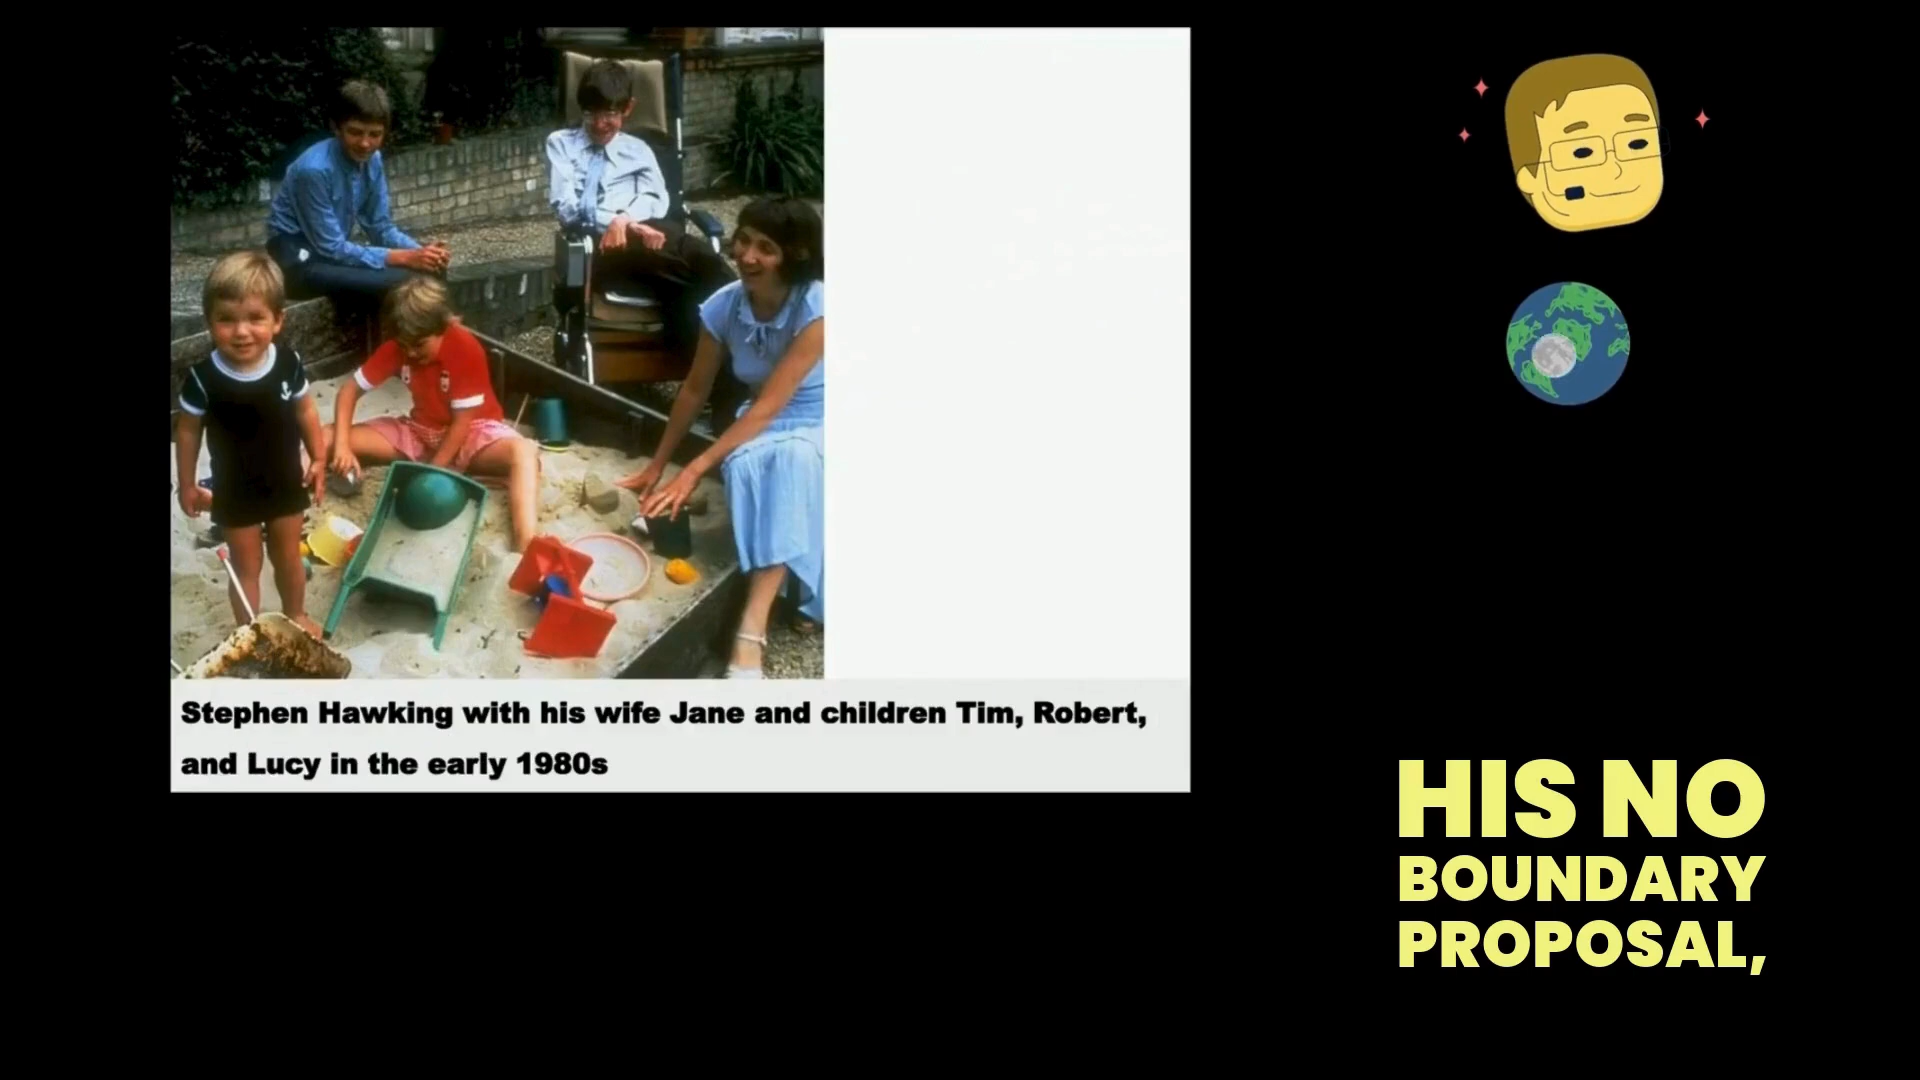 Stephen Hawking with his wife Jane and children Tim, Robert,
and Lucy in the early 1980s
HIS NO
BOUNDARY
PROPOSAL,